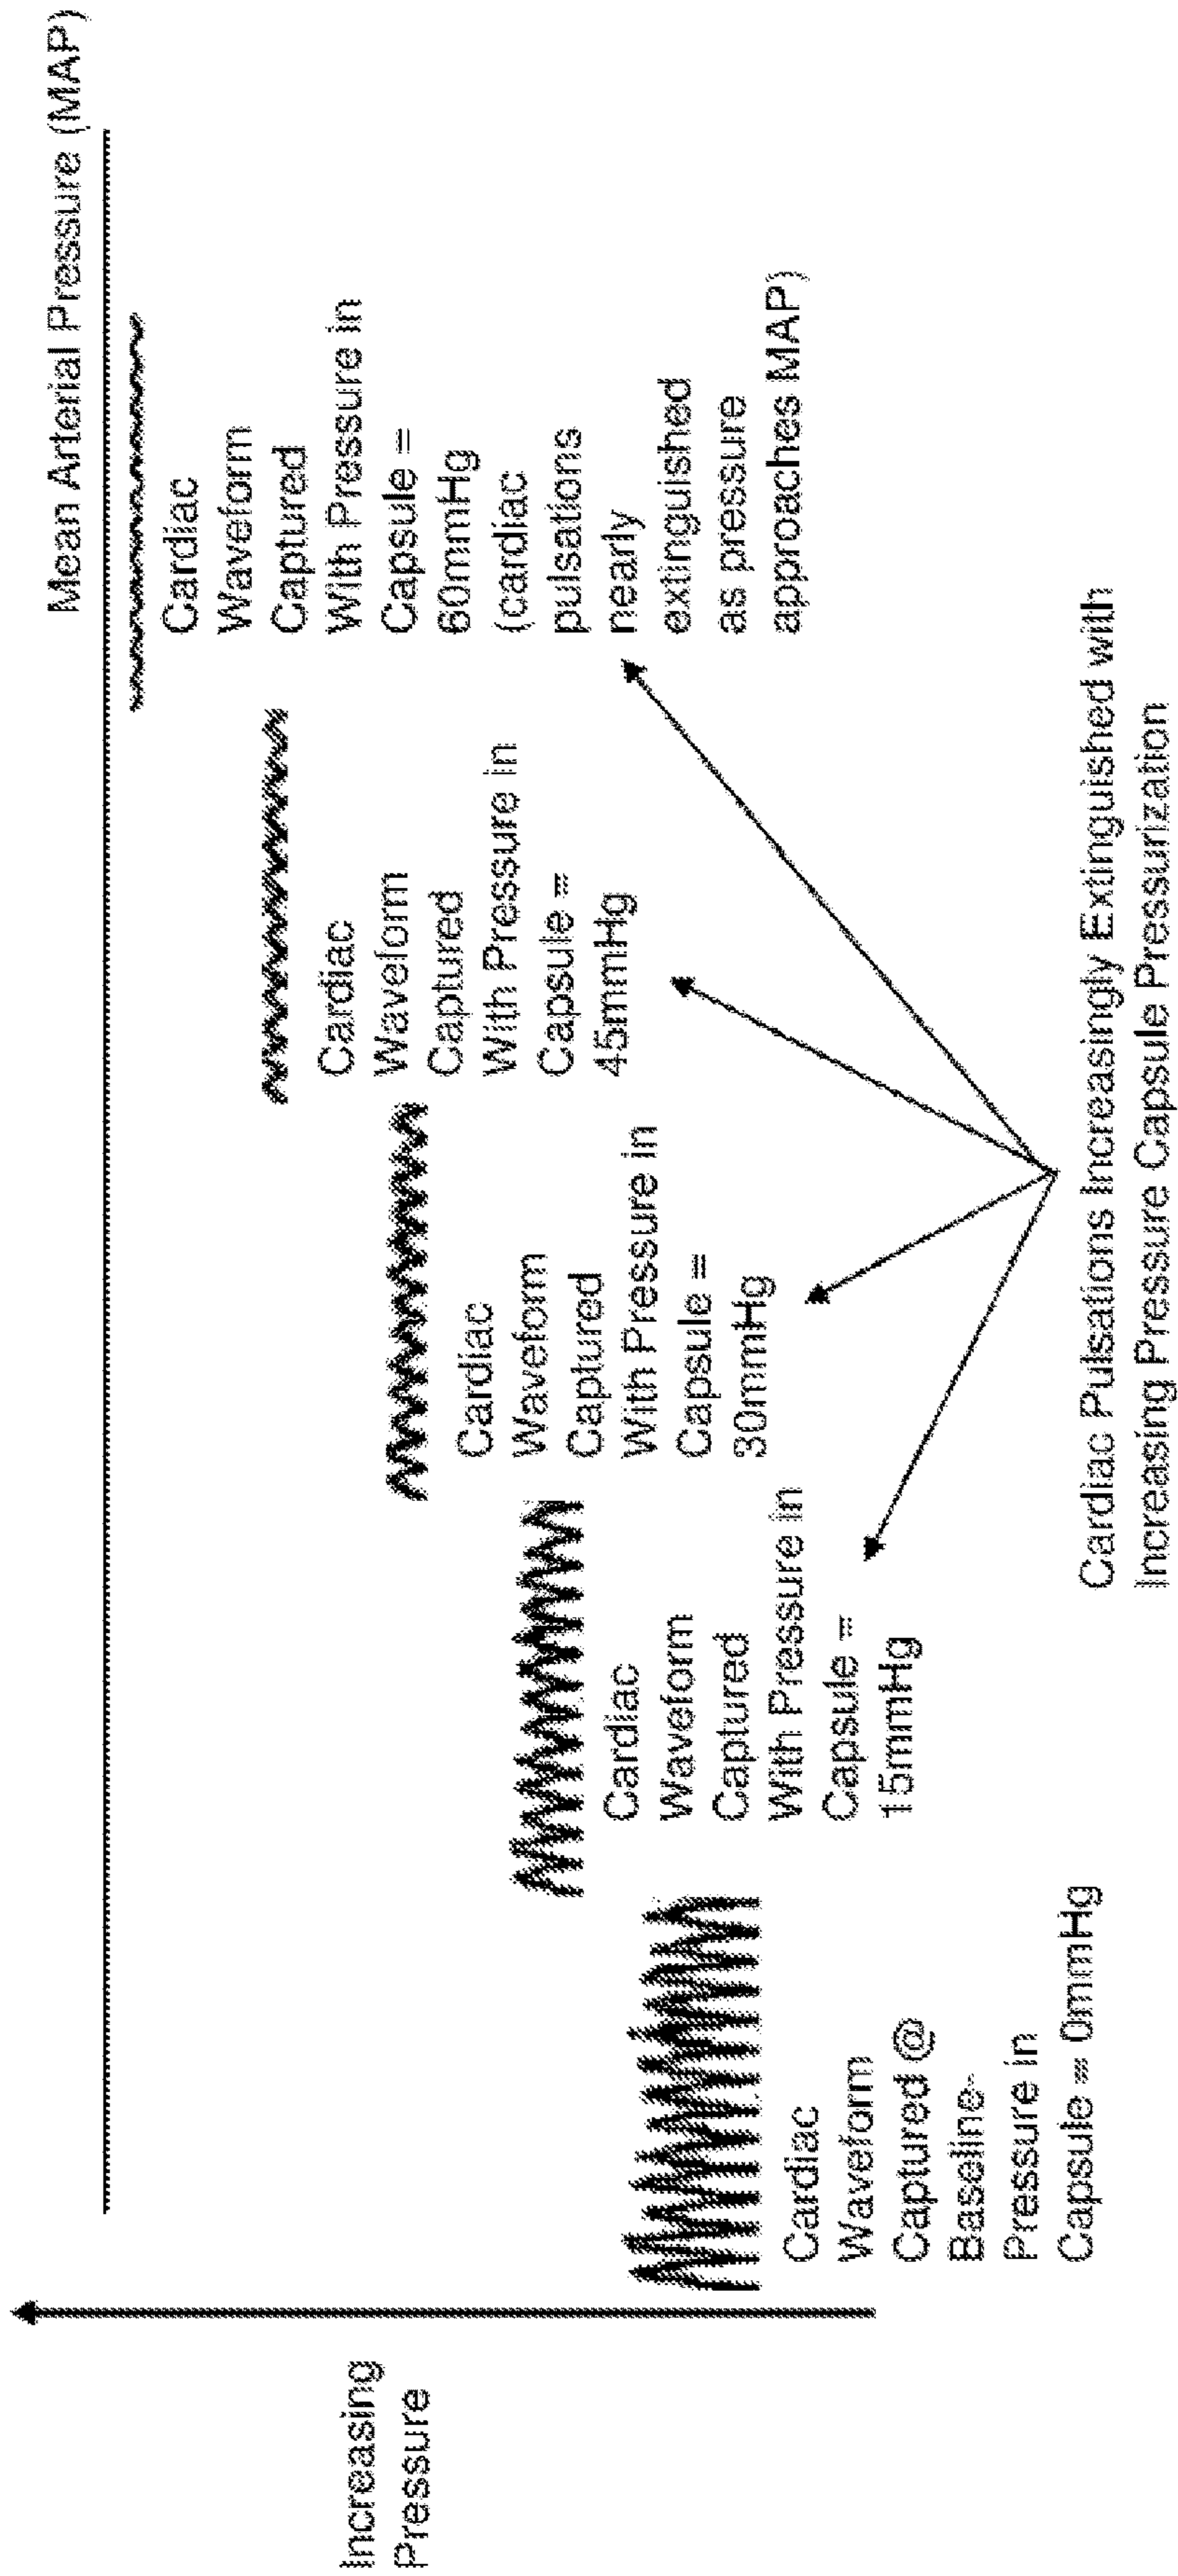 Mean Arterial Pressure (MAP)
Increasing
Pressure
Cardiac
Waveform
Captured @
Baseline-
Pressure in
Capsule = 0mmHg
Cardiac
Waveform
Captured
With Pressure in
Capsule =
15mmHg
Cardiac
Waveform
Captured
With Pressure in
Capsule =
30mmHg
Cardiac
Waveform
Captured
With Pressure in
Capsule =
45mmHg
Cardiac
Waveform
Captured
With Pressure in
Capsule =
60mmHg
(cardiac
pulsations
nearly
extinguished
as pressure
approaches MAP)
Cardiac Pulsations Increasingly Extinguished with
Increasing Pressure Capsule Pressurization